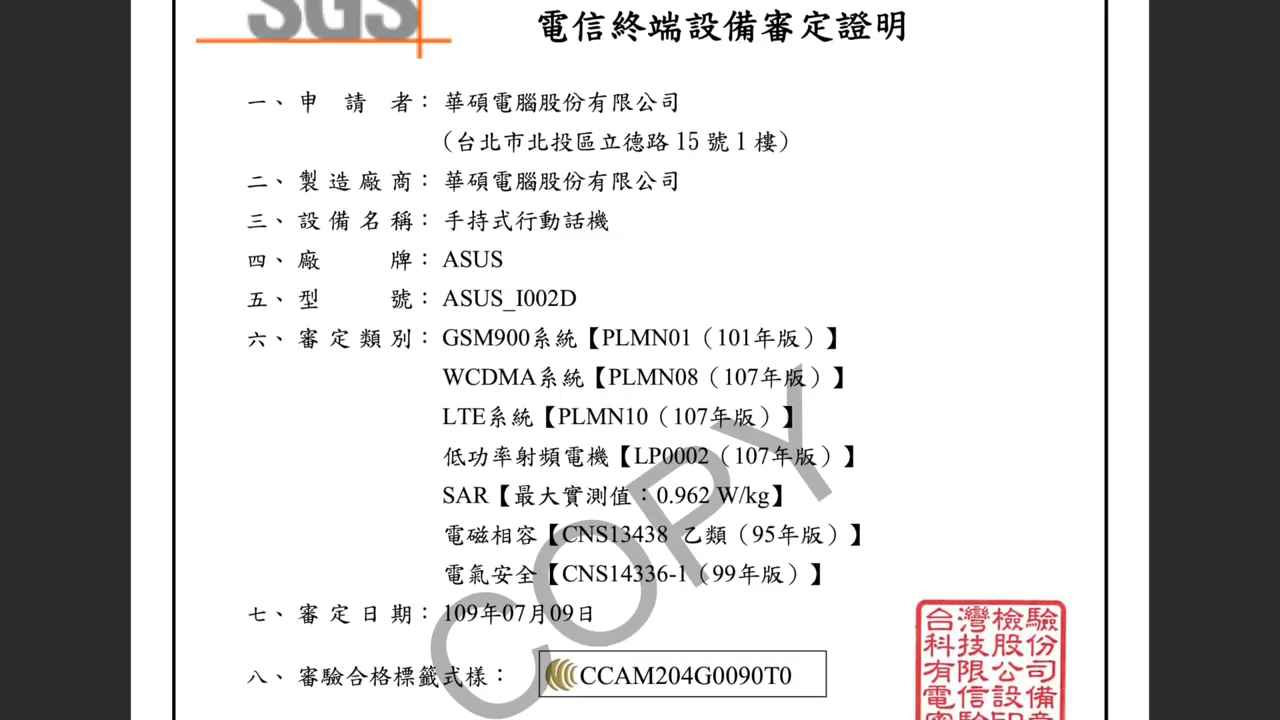 SGS
電信終端設備審定證明
一、申請者：華碩電腦股份有限公司
(台北市北投區立德路 15 號 1 樓)
二、製造廠商：華碩電腦股份有限公司
三、設備名稱：手持式行動話機
四、廠牌：ASUS
五、型號：ASUS_I002D
六、審定類別：GSM900系統【PLMN01（101年版）】
WCDMA系統【PLMN08（107年版）】
LTE系統【PLMN10（107年版）】
低功率射頻電機【LP0002（107年版）】
SAR【最大實測值：0.962 W/kg】
電磁相容【CNS13438 乙類（95年版）】
電氣安全【CNS14336-1（99年版）】
七、審定日期：109年07月09日
八、審驗合格標籤式樣：CCAM204G0090T0
COPY
台灣檢驗
科技股份
有限公司
電信設備